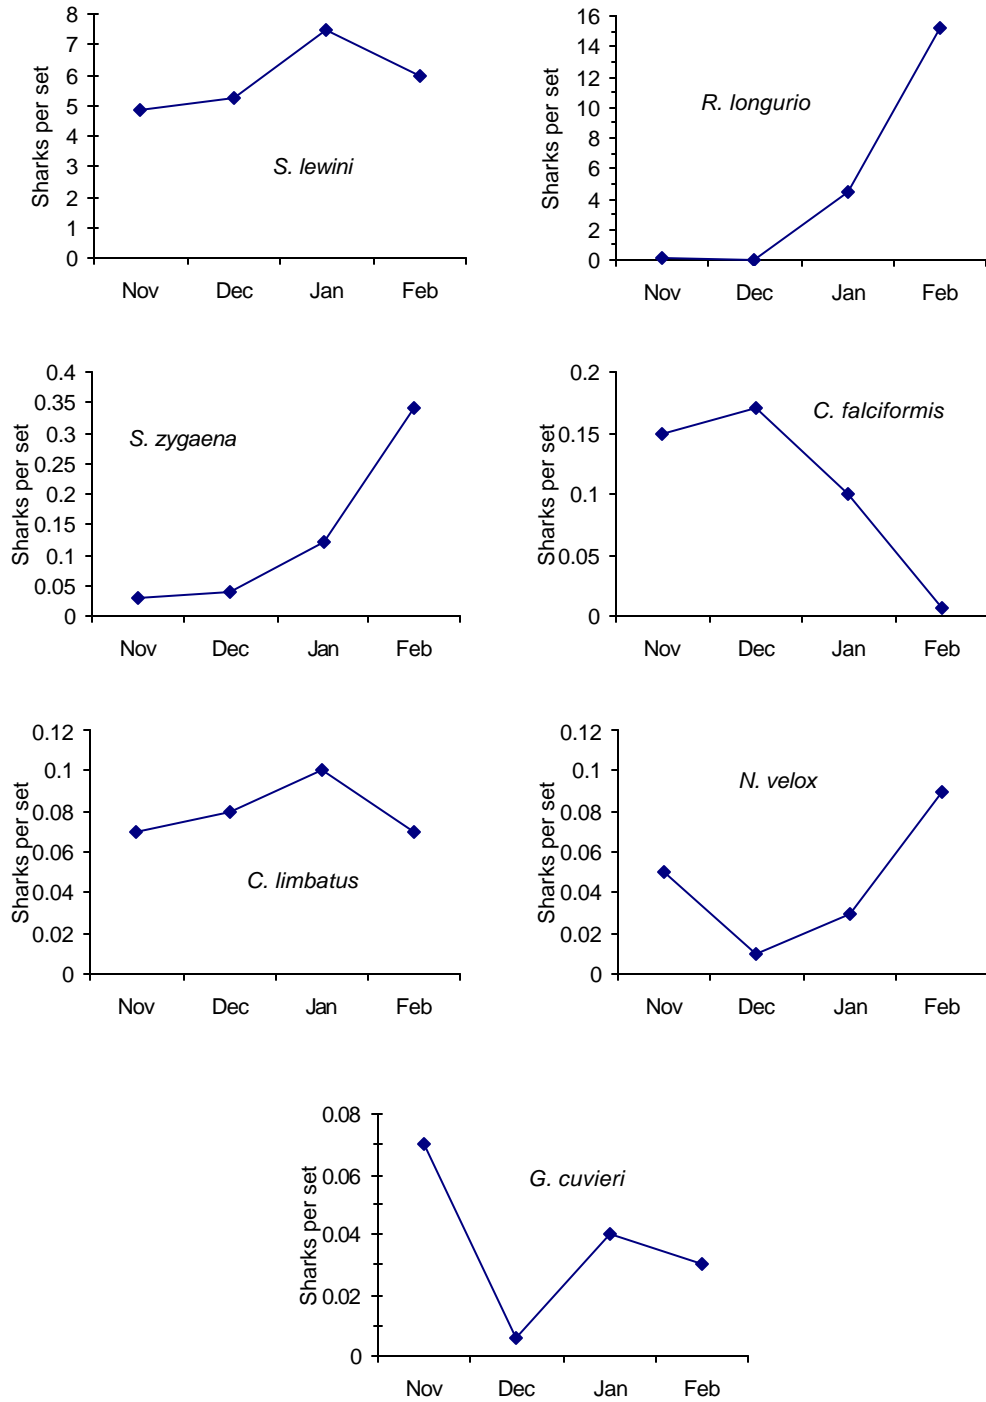 Sharks per set
8
7
6
5
4
3
2
1
0
S. lewini
Nov Dec Jan Feb
Sharks per set
16
14
12
10
8
6
4
2
0
R. longurio
Nov Dec Jan Feb
Sharks per set
0.4
0.35
0.3
0.25
0.2
0.15
0.1
0.05
0
S. zygaena
Nov Dec Jan Feb
Sharks per set
0.2
0.15
0.1
0.05
0
C. falciformis
Nov Dec Jan Feb
Sharks per set
0.12
0.1
0.08
0.06
0.04
0.02
0
C. limbatus
Nov Dec Jan Feb
Sharks per set
0.12
0.1
0.08
0.06
0.04
0.02
0
N. velox
Nov Dec Jan Feb
Sharks per set
0.08
0.06
0.04
0.02
0
G. cuvieri
Nov Dec Jan Feb